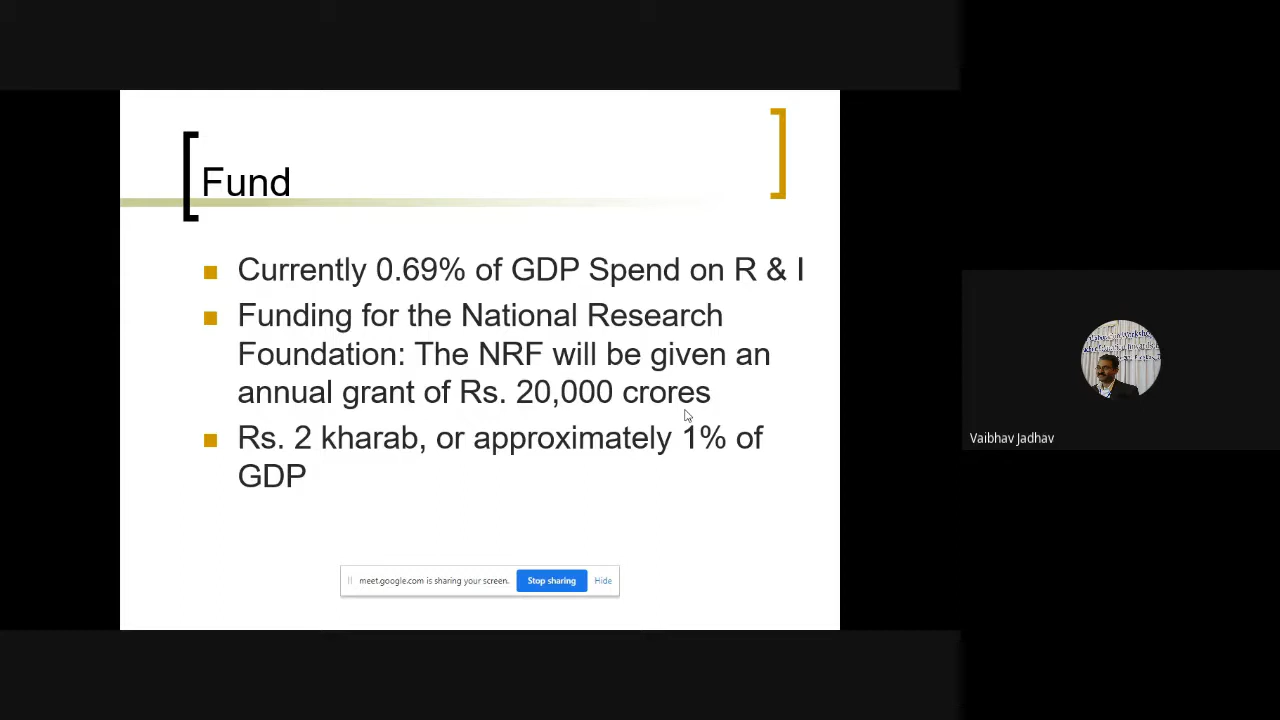 Fund
Currently 0.69% of GDP Spend on R & I
Funding for the National Research
Foundation: The NRF will be given an
annual grant of Rs. 20,000 crores
Rs. 2 kharab, or approximately 1% of
GDP
meet.google.com is sharing your screen.
Stop sharing
Hide
Vaibhav Jadhav